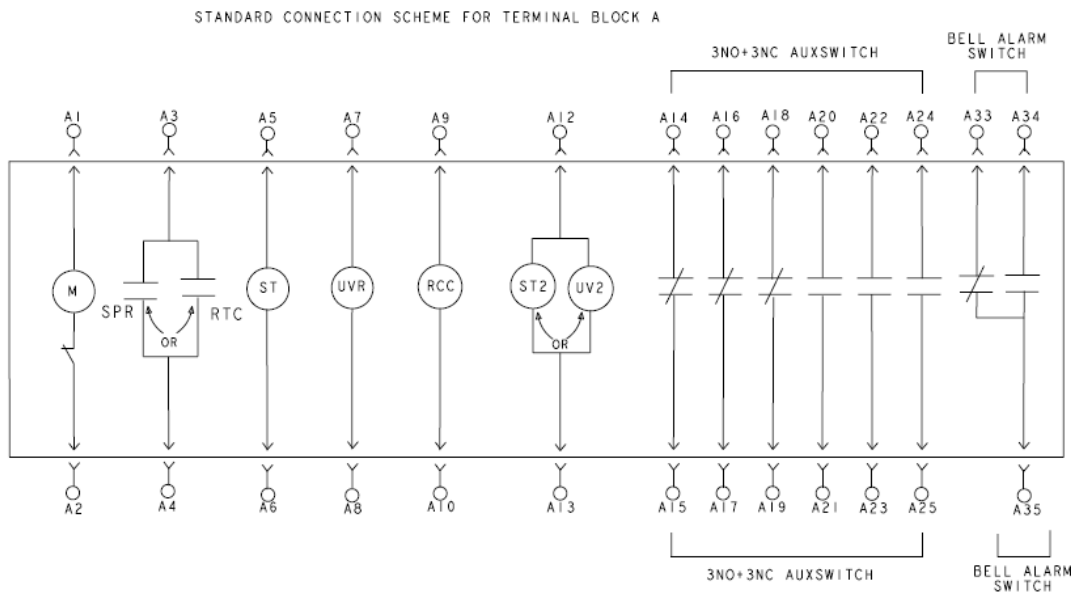 STANDARD CONNECTION SCHEME FOR TERMINAL BLOCK A
3NO+3NC AUXSWITCH
BELL ALARM
SWITCH
A1 A3 A5 A7 A9 A12 A14 A16 A18 A20 A22 A24 A33 A34
M SPR OR RTC ST UVR RCC ST2 OR UV2
A2 A4 A6 A8 A10 A13 A15 A17 A19 A21 A23 A25 A35
3NO+3NC AUXSWITCH
BELL ALARM
SWITCH